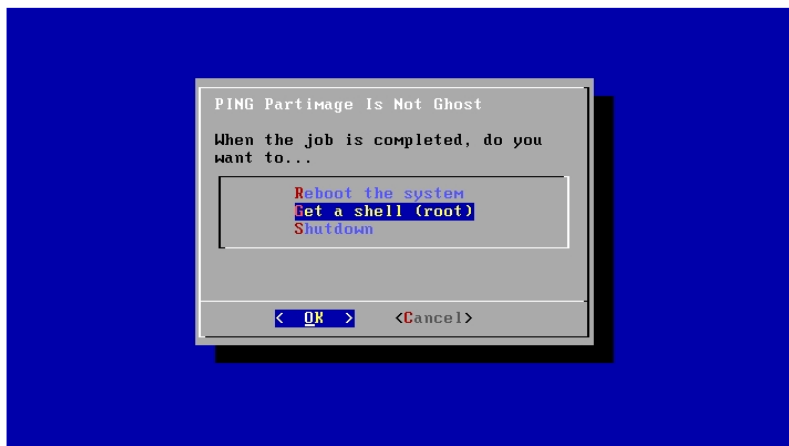 PING Partimage Is Not Ghost
When the job is completed, do you
want to...
Reboot the system
Get a shell (root)
Shutdown
< OK > <Cancel>